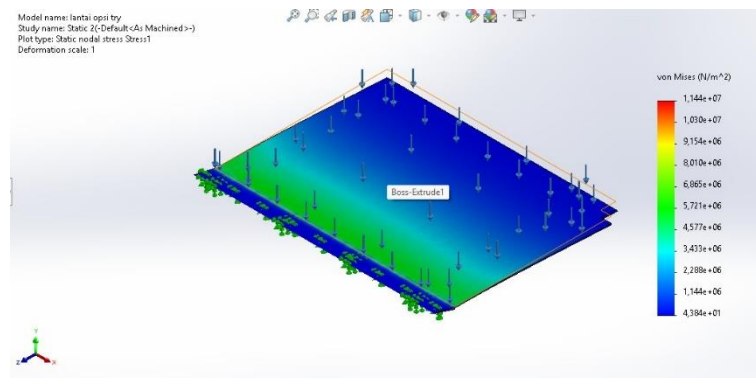 Model name: lantai opsi try
Study name: Static 2(-Default<As Machined>-)
Plot type: Static nodal stress Stress1
Deformation scale: 1
von Mises (N/m^2)
1,144e+07
1,030e+07
9,154e+06
8,010e+06
6,865e+06
5,721e+06
4,577e+06
3,433e+06
2,288e+06
1,144e+06
4,384e+01
Boss-Extrude1
Y
Z
X